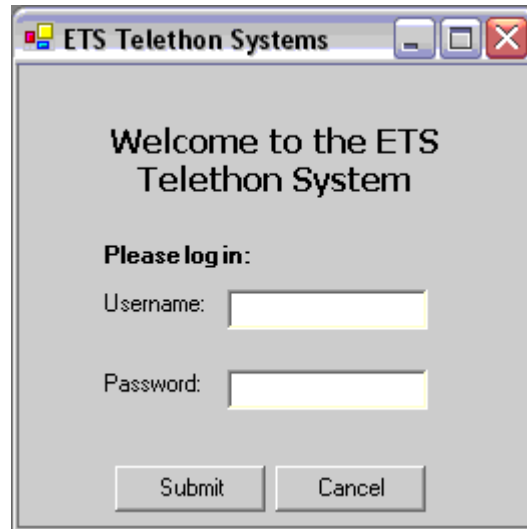 ETS Telethon Systems
Welcome to the ETS
Telethon System
Please log in:
Username:
Password:
Submit Cancel